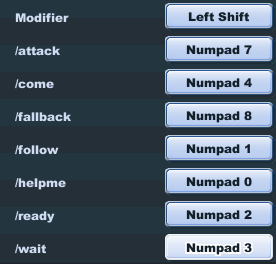 Modifier Left Shift
/attack Numpad 7
/come Numpad 4
/fallback Numpad 8
/follow Numpad 1
/helpme Numpad 0
/ready Numpad 2
/wait Numpad 3